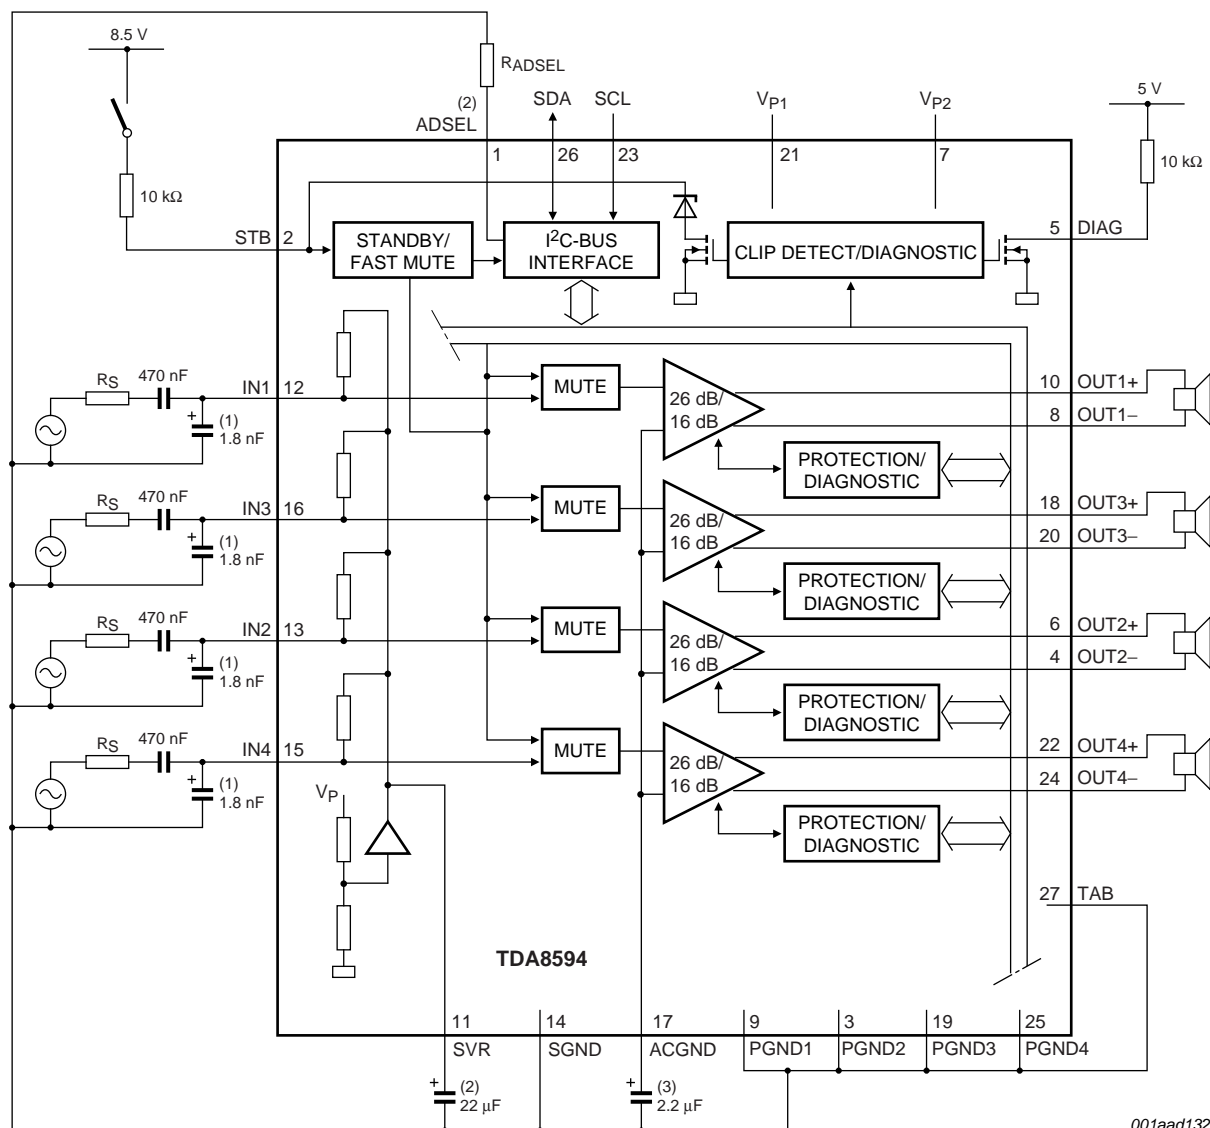 8.5 V
RADSEL
(2)
ADSEL
SDA
SCL
VP1
VP2
5 V
1
26
23
21
7
10 kΩ
10 kΩ
STB 2
STANDBY/
FAST MUTE
I2C-BUS
INTERFACE
CLIP DETECT/DIAGNOSTIC
5 DIAG
RS
470 nF
IN1 12
(1)
1.8 nF
MUTE
26 dB/
16 dB
10 OUT1+
8 OUT1−
PROTECTION/
DIAGNOSTIC
RS
470 nF
IN3 16
(1)
1.8 nF
MUTE
26 dB/
16 dB
18 OUT3+
20 OUT3−
PROTECTION/
DIAGNOSTIC
RS
470 nF
IN2 13
(1)
1.8 nF
MUTE
26 dB/
16 dB
6 OUT2+
4 OUT2−
PROTECTION/
DIAGNOSTIC
RS
470 nF
IN4 15
(1)
1.8 nF
MUTE
26 dB/
16 dB
22 OUT4+
24 OUT4−
VP
PROTECTION/
DIAGNOSTIC
27 TAB
TDA8594
11
14
17
9
3
19
25
SVR
SGND
ACGND
PGND1
PGND2
PGND3
PGND4
+ (2)
22 μF
+ (3)
2.2 μF
001aad132